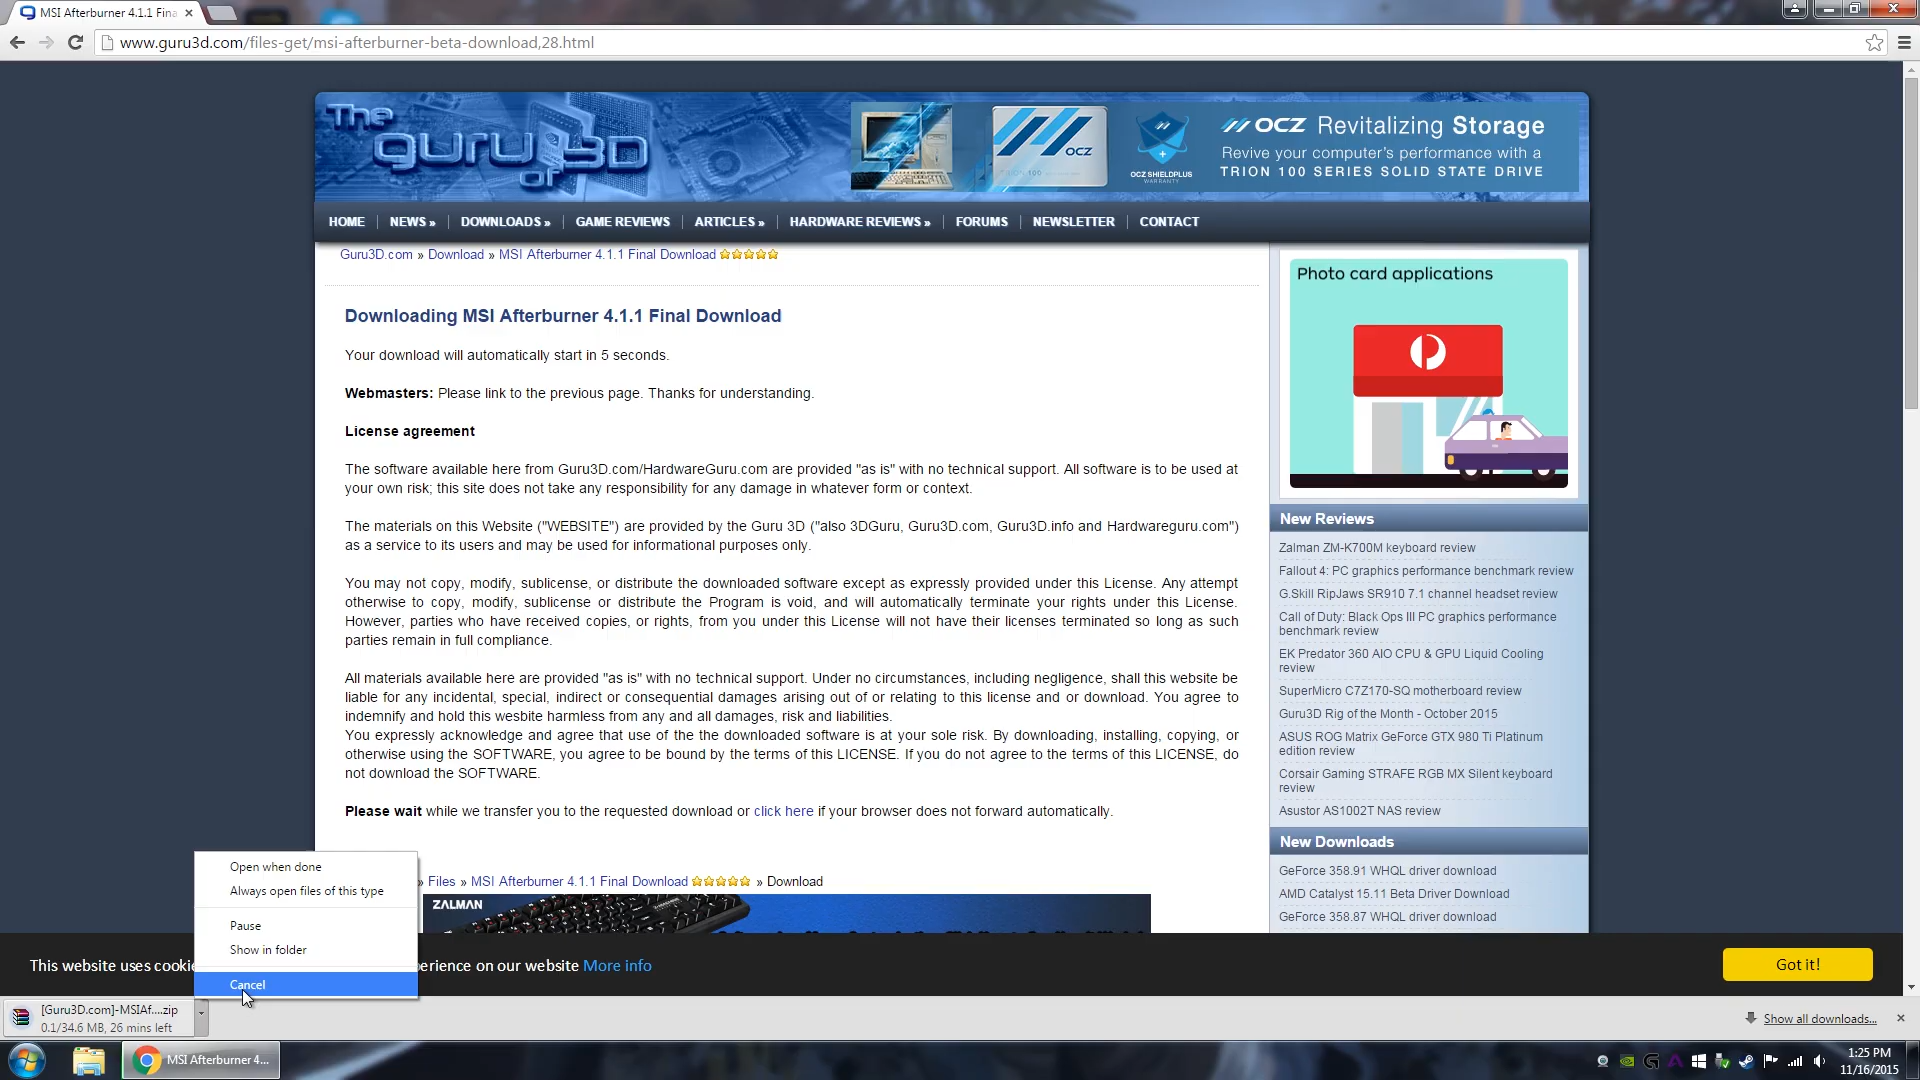 MSI Afterburner 4.1.1 Fina
www.guru3d.com/files-get/msi-afterburner-beta-download,28.html
The guru of 3D
OCZ
OCZ SHIELDPLUS
WARRANTY
OCZ Revitalizing Storage
Revive your computer's performance with a
TRION 100 SERIES SOLID STATE DRIVE
HOME NEWS » DOWNLOADS » GAME REVIEWS ARTICLES » HARDWARE REVIEWS » FORUMS NEWSLETTER CONTACT
Guru3D.com » Download » MSI Afterburner 4.1.1 Final Download
Downloading MSI Afterburner 4.1.1 Final Download
Your download will automatically start in 5 seconds.
Webmasters: Please link to the previous page. Thanks for understanding.
License agreement
The software available here from Guru3D.com/HardwareGuru.com are provided "as is" with no technical support. All software is to be used at
your own risk; this site does not take any responsibility for any damage in whatever form or context.
The materials on this Website ("WEBSITE") are provided by the Guru 3D ("also 3DGuru, Guru3D.com, Guru3D.info and Hardwareguru.com")
as a service to its users and may be used for informational purposes only.
You may not copy, modify, sublicense, or distribute the downloaded software except as expressly provided under this License. Any attempt
otherwise to copy, modify, sublicense or distribute the Program is void, and will automatically terminate your rights under this License.
However, parties who have received copies, or rights, from you under this License will not have their licenses terminated so long as such
parties remain in full compliance.
All materials available here are provided "as is" with no technical support. Under no circumstances, including negligence, shall this website be
liable for any incidental, special, indirect or consequential damages arising out of or relating to this license and or download. You agree to
indemnify and hold this wesbite harmless from any and all damages, risk and liabilities.
You expressly acknowledge and agree that use of the the downloaded software is at your sole risk. By downloading, installing, copying, or
otherwise using the SOFTWARE, you agree to be bound by the terms of this LICENSE. If you do not agree to the terms of this LICENSE, do
not download the SOFTWARE.
Please wait while we transfer you to the requested download or click here if your browser does not forward automatically.
» Files » MSI Afterburner 4.1.1 Final Download » Download
ZALMAN
Photo card applications
New Reviews
Zalman ZM-K700M keyboard review
Fallout 4: PC graphics performance benchmark review
G.Skill RipJaws SR910 7.1 channel headset review
Call of Duty: Black Ops III PC graphics performance
benchmark review
EK Predator 360 AIO CPU & GPU Liquid Cooling
review
SuperMicro C7Z170-SQ motherboard review
Guru3D Rig of the Month - October 2015
ASUS ROG Matrix GeForce GTX 980 Ti Platinum
edition review
Corsair Gaming STRAFE RGB MX Silent keyboard
review
Asustor AS1002T NAS review
New Downloads
GeForce 358.91 WHQL driver download
AMD Catalyst 15.11 Beta Driver Download
GeForce 358.87 WHQL driver download
Open when done
Always open files of this type
Pause
Show in folder
Cancel
This website uses cookie
erience on our website More info
Got it!
[Guru3D.com]-MSIAf....zip
0.1/34.6 MB, 26 mins left
Show all downloads...
MSI Afterburner 4...
1:25 PM
11/16/2015